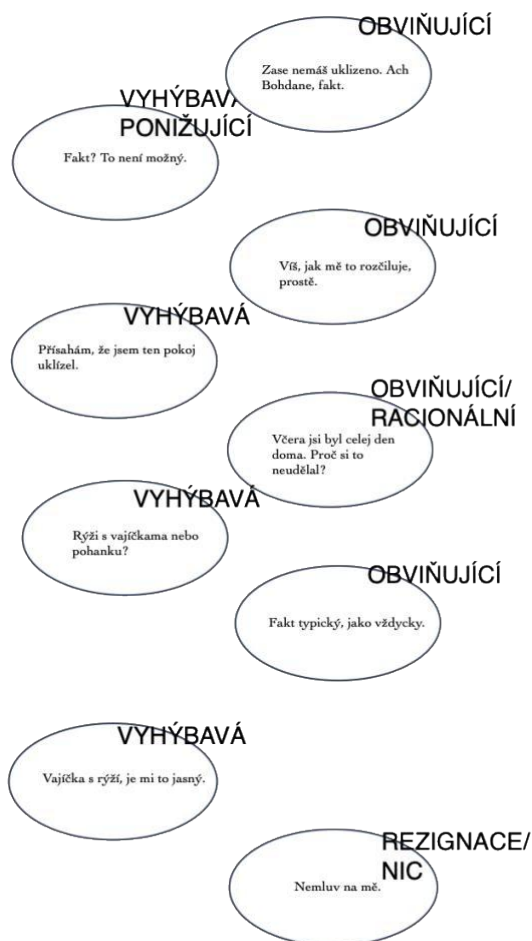 OBVIŇUJÍCÍ
Zase nemáš uklizeno. Ach
Bohdane, fakt.
VYHÝBAVÁ
PONIŽUJÍCÍ
Fakt? To není možný.
OBVIŇUJÍCÍ
Víš, jak mě to rozčiluje,
prostě.
VYHÝBAVÁ
Přísahám, že jsem ten pokoj
uklízel.
OBVIŇUJÍCÍ/
RACIONÁLNÍ
Včera jsi byl celej den
doma. Proč si to
neudělal?
VYHÝBAVÁ
Rýži s vajíčkama nebo
pohanku?
OBVIŇUJÍCÍ
Fakt typický, jako vždycky.
VYHÝBAVÁ
Vajíčka s rýží, je mi to jasný.
REZIGNACE/
NIC
Nemluv na mě.